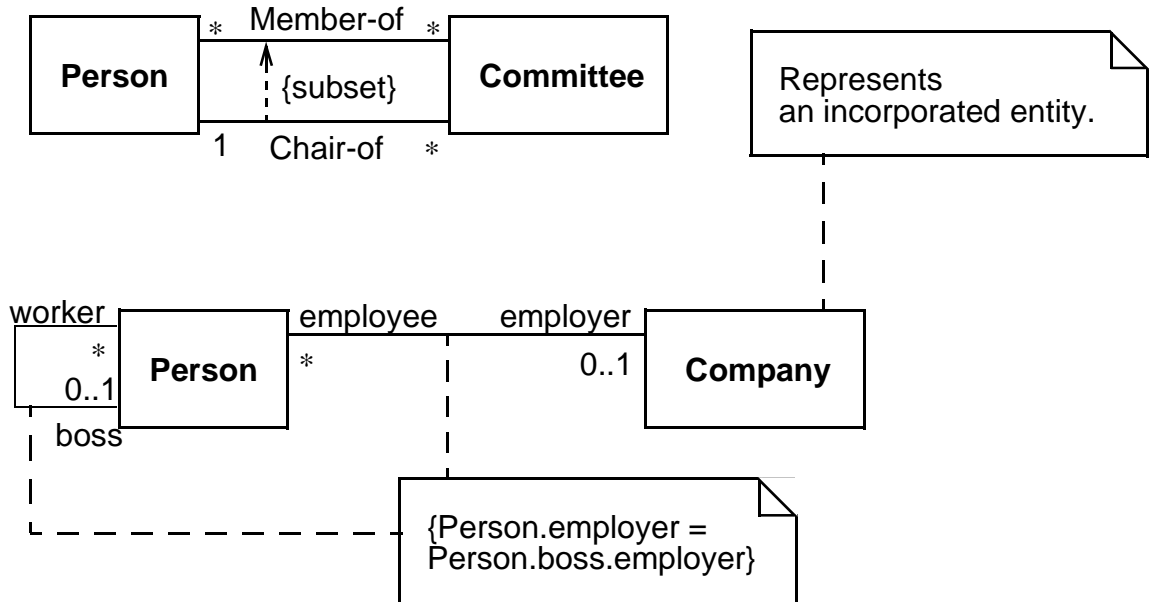 * Member-of *
Person
Committee
{subset}
1 Chair-of *
Represents
an incorporated entity.
worker
employee employer
*
* 0..1
Person
Company
0..1
boss
{Person.employer =
Person.boss.employer}